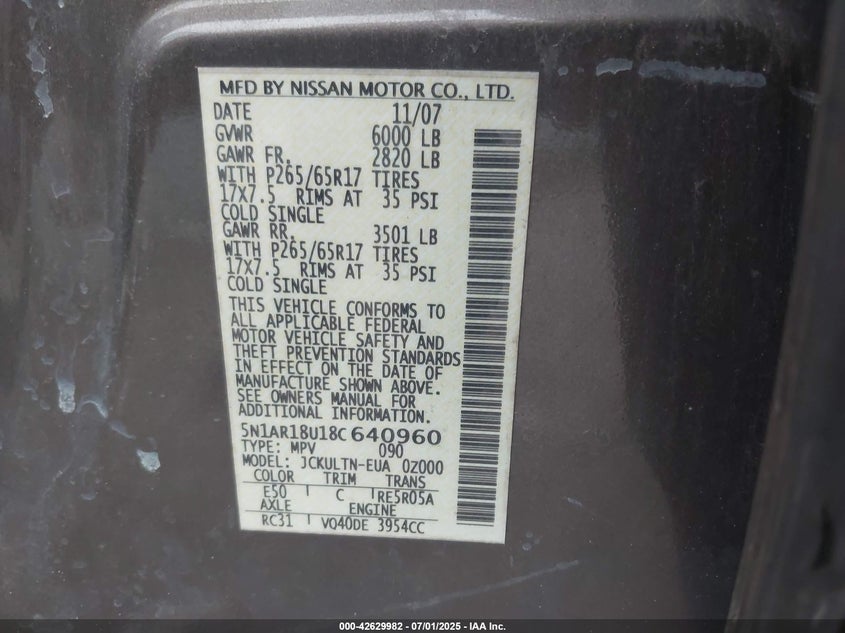 MFD BY NISSAN MOTOR CO., LTD.
DATE 11/07
GVWR 6000 LB
GAWR FR. 2820 LB
WITH P265/65R17 TIRES
17X7.5 RIMS AT 35 PSI
COLD SINGLE
GAWR RR. 3501 LB
WITH P265/65R17 TIRES
17X7.5 RIMS AT 35 PSI
COLD SINGLE
THIS VEHICLE CONFORMS TO
ALL APPLICABLE FEDERAL
MOTOR VEHICLE SAFETY AND
THEFT PREVENTION STANDARDS
IN EFFECT ON THE DATE OF
MANUFACTURE SHOWN ABOVE.
SEE OWNERS MANUAL FOR
ADDITIONAL INFORMATION.
5N1AR18U18C640960
TYPE: MPV 090
MODEL: JCKULTN-EUA 0Z000
COLOR TRIM TRANS
E50 C RE5R05A
AXLE ENGINE
RC31 VQ40DE 3954CC
000-42629982 / 07/01/2025 - IAA Inc.